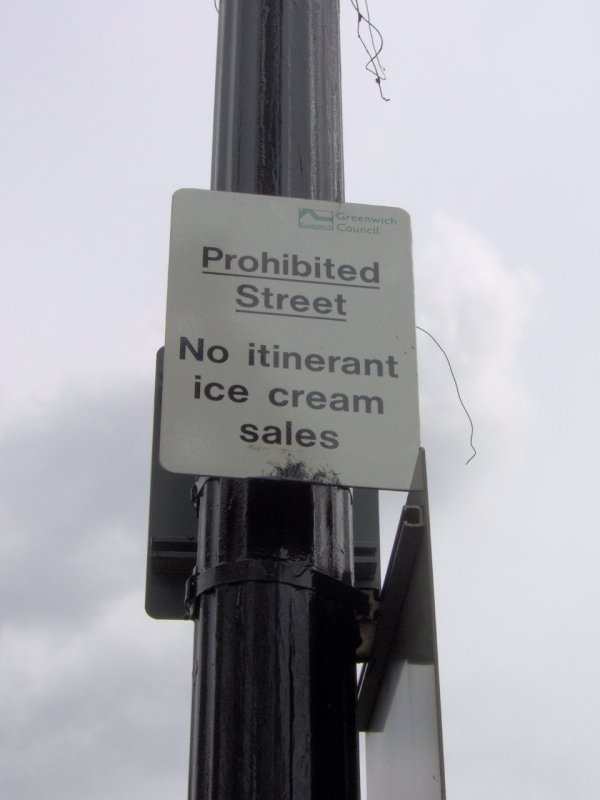 Greenwich
Council
Prohibited
Street
No itinerant
ice cream
sales